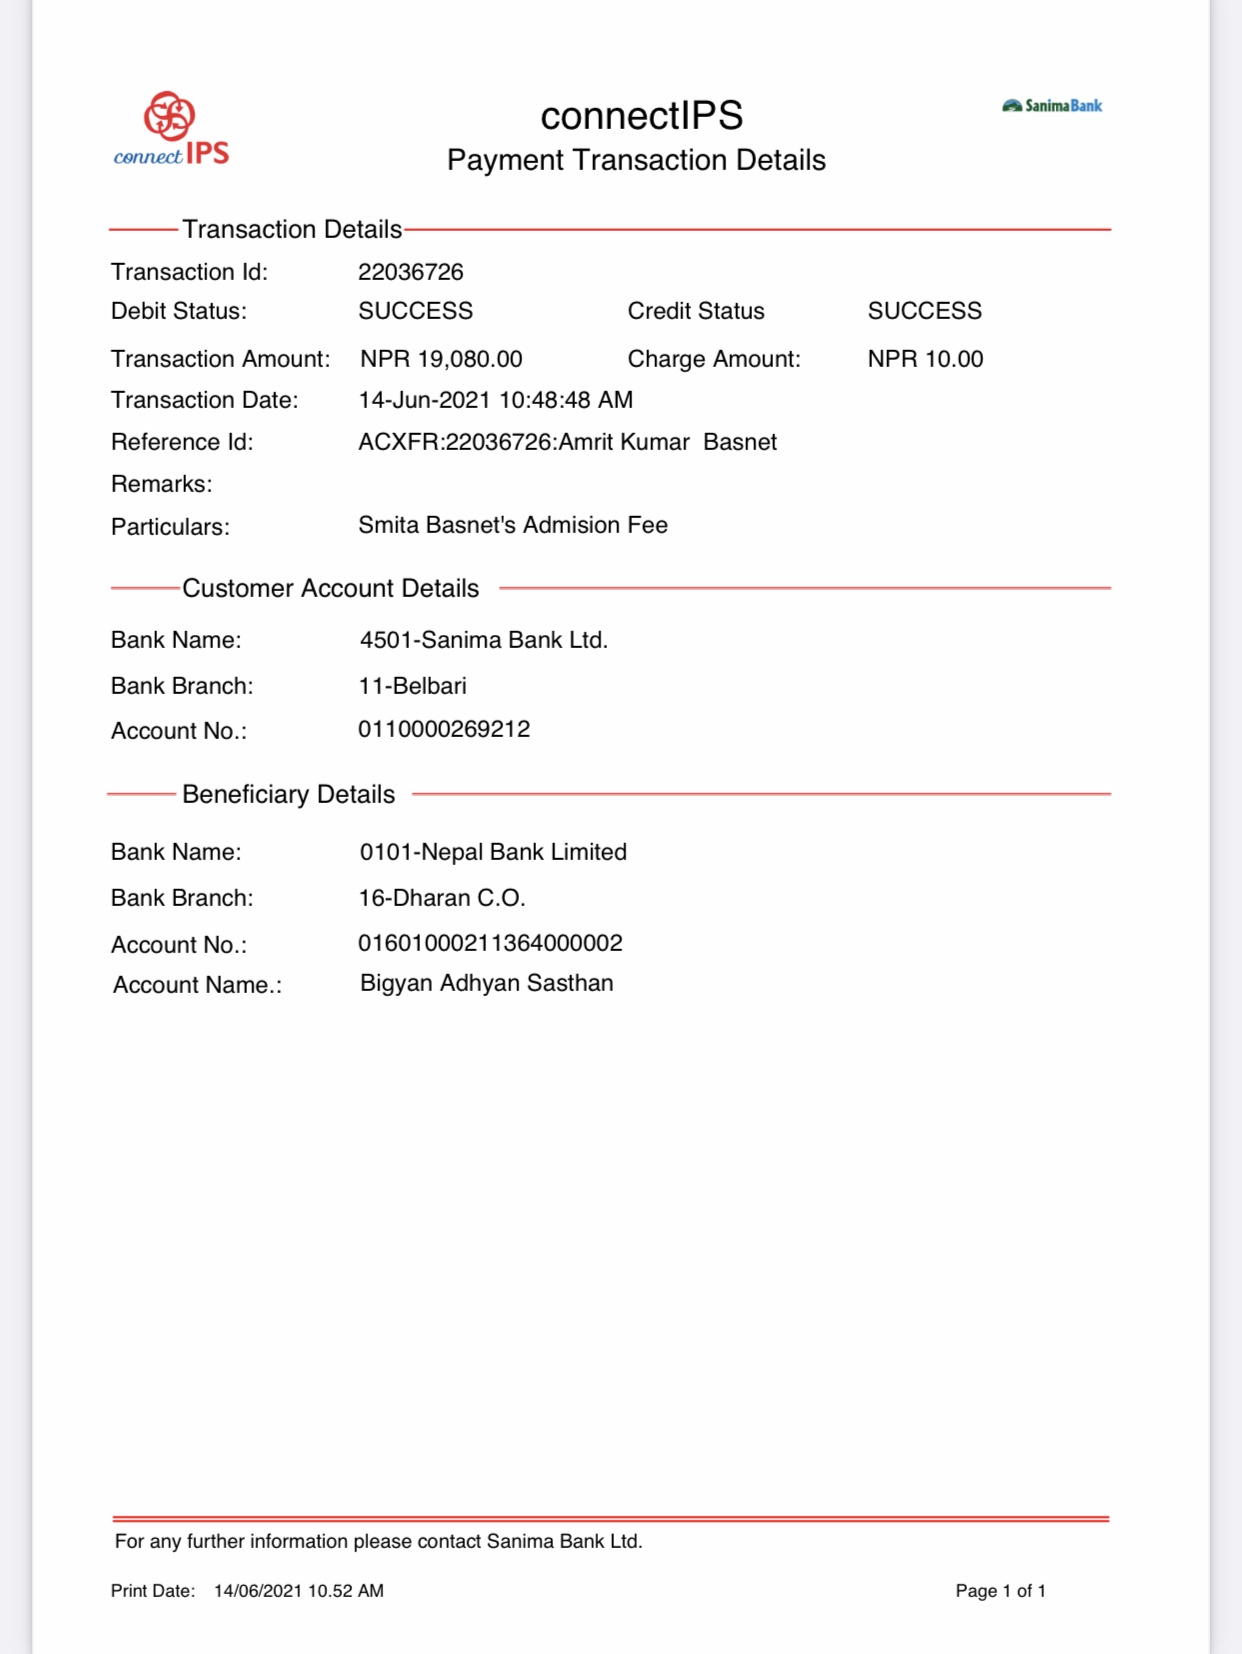 connectIPS
connectIPS
SanimaBank
Payment Transaction Details
Transaction Details
Transaction Id: 22036726
Debit Status: SUCCESS Credit Status SUCCESS
Transaction Amount: NPR 19,080.00 Charge Amount: NPR 10.00
Transaction Date: 14-Jun-2021 10:48:48 AM
Reference Id: ACXFR:22036726:Amrit Kumar  Basnet
Remarks:
Particulars: Smita Basnet's Admision Fee
Customer Account Details
Bank Name: 4501-Sanima Bank Ltd.
Bank Branch: 11-Belbari
Account No.: 0110000269212
Beneficiary Details
Bank Name: 0101-Nepal Bank Limited
Bank Branch: 16-Dharan C.O.
Account No.: 01601000211364000002
Account Name.: Bigyan Adhyan Sasthan
For any further information please contact Sanima Bank Ltd.
Print Date: 14/06/2021 10.52 AM Page 1 of 1